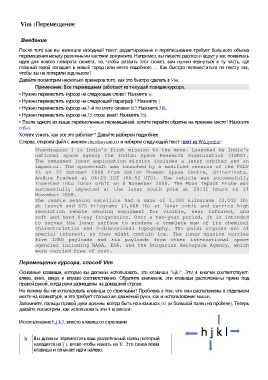 Vim :Перемещение
Введение
После того как вы написали исходный текст, редактирование и переписывание требует большого объема
перемещения между различными частями документа. Например, вы пишете рассказ и вдруг у вас появилась
идея для нового поворота сюжета, но, чтобы развить этот сюжет, вам нужно вернуться в ту часть, где
главный герой попадает в новый город (или нечто подобное) ... Как быстро переместиться по тексту так,
чтобы вы не потеряли ход мысли?
Давайте посмотрим несколько примеров того, как это быстро сделать в Vim.
Примечание: Все перемещения работают из текущей позиции курсора.
• Нужно переместить курсор на следующее слово? Нажмите w.
• Нужно переместить курсор на следующий параграф? Нажмите }
• Нужно переместить курсор на 3-е по счету символ 'h'? Нажмите 3fh.
• Нужно переместить курсор на 35 строк вниз? Нажмите 35j.
• После одного из выше перечисленных перемещений, хотите перейти обратно на прежнее место? Нажмите
Хотите узнать, как все это работает? Давайте разберем подробнее.
Сперва, откроем файл с именем chandrayaan.txt и наберем следующий текст (взят из Wikipedia):
Chandrayaan-1 is India's first mission to the moon. Launched by India's
national space agency the Indian Space Research Organisation (ISRO).
The unmanned lunar exploration mission includes a lunar orbiter and an
impactor. The spacecraft was launched by a modified version of the PSLV
XL on 22 October 2008 from Satish Dhawan Space Centre, Sriharikota,
Andhra Pradesh at 06:23 IST (00:52 UTC). The vehicle was successfully
inserted into lunar orbit on 8 November 2008. The Moon Impact Probe was
successfully impacted at the lunar south pole at 20:31 hours on 14
November 2008.
The remote sensing satellite had a mass of 1,380 kilograms (3,042 lb)
at launch and 675 kilograms (1,488 lb) at lunar orbit and carries high
resolution remote sensing equipment for visible, near infrared, and
soft and hard X-ray frequencies. Over a two-year period, it is intended
to survey the lunar surface to produce a complete map of its chemical
characteristics and 3-dimensional topography. The polar regions are of
special interest, as they might contain ice. The lunar mission carries
five ISRO payloads and six payloads from other international space
agencies including NASA, ESA, and the Bulgarian Aerospace Agency, which
were carried free of cost.
Перемещение курсора, способ Vim
Основные клавиши, которые вы должны использовать, это клавиши 'hjkl'. Эти 4 кнопки соответствуют:
влево, вниз, вверх и вправо соответственно. Обратите внимание, эти клавиши расположены прямо под
правой рукой, когда руки размещены на домашней строке.
Но почему бы не использовать клавиши со стрелками? Проблема в том, что они расположены в отдельном
месте на клавиатуре, и это требует столько же движений руки, как и использование мыши.
Запомните, пальцы правой руки должны всегда быть на клавишах jkl; (и большой палец на пробеле). Теперь
давайте посмотрим, как использовать эти 4 клавиши:
Использование h,j,k,l, вместо клавиш со стрелками
h j k l
h
Вы должны переместить ваш указательный палец (который
находится на 'j'), влево чтобы нажать на 'h'. Это самая левая
клавиша и означает идти налево.